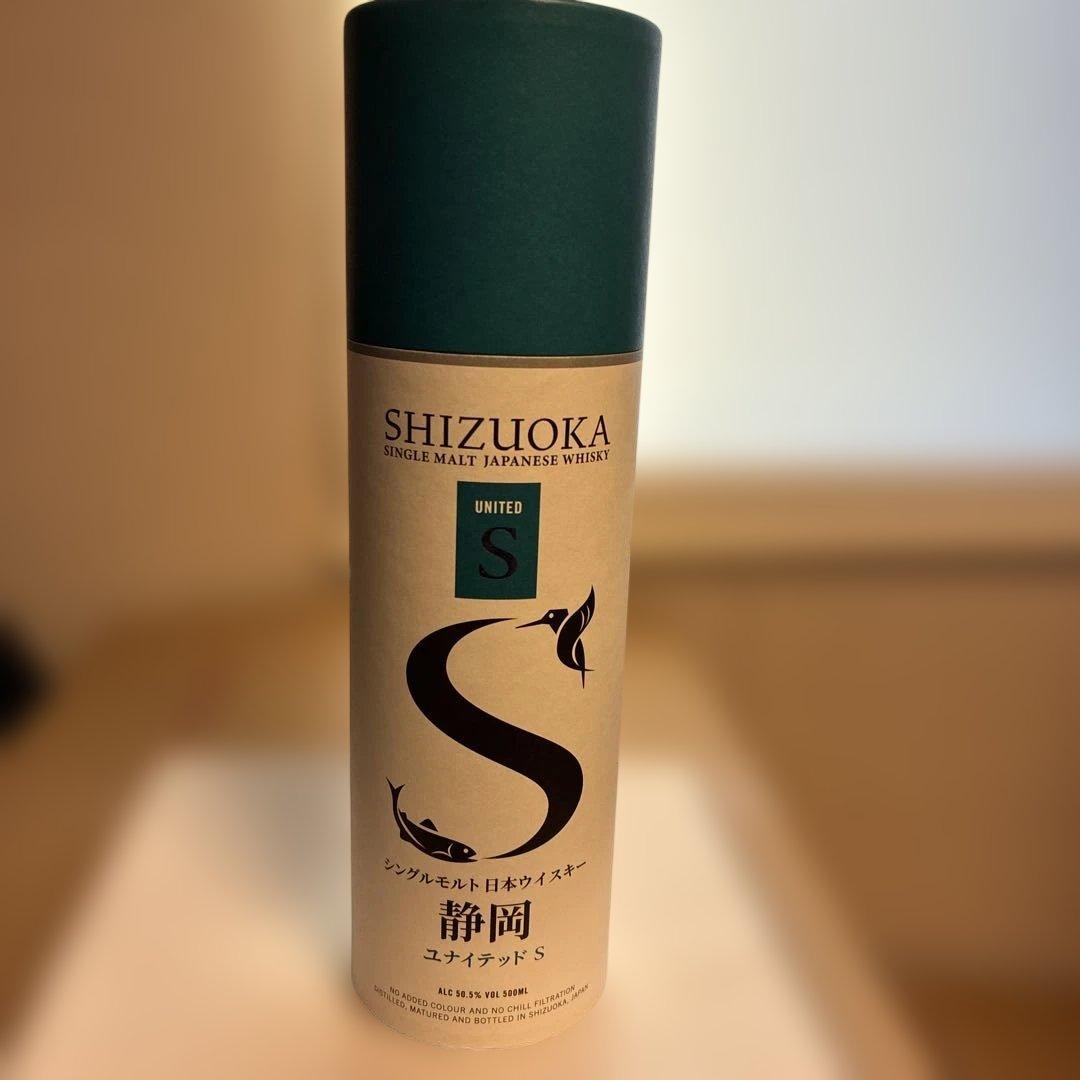 SHIZUOKA
SINGLE MALT JAPANESE WHISKY
UNITED
S
S
シングルモルト日本ウイスキー
静岡
ユナイテッド S
ALC 50.5% VOL 500ML
NO ADDED COLOUR AND NO CHILL FILTRATION
DISTILLED, MATURED AND BOTTLED IN SHIZUOKA, JAPAN